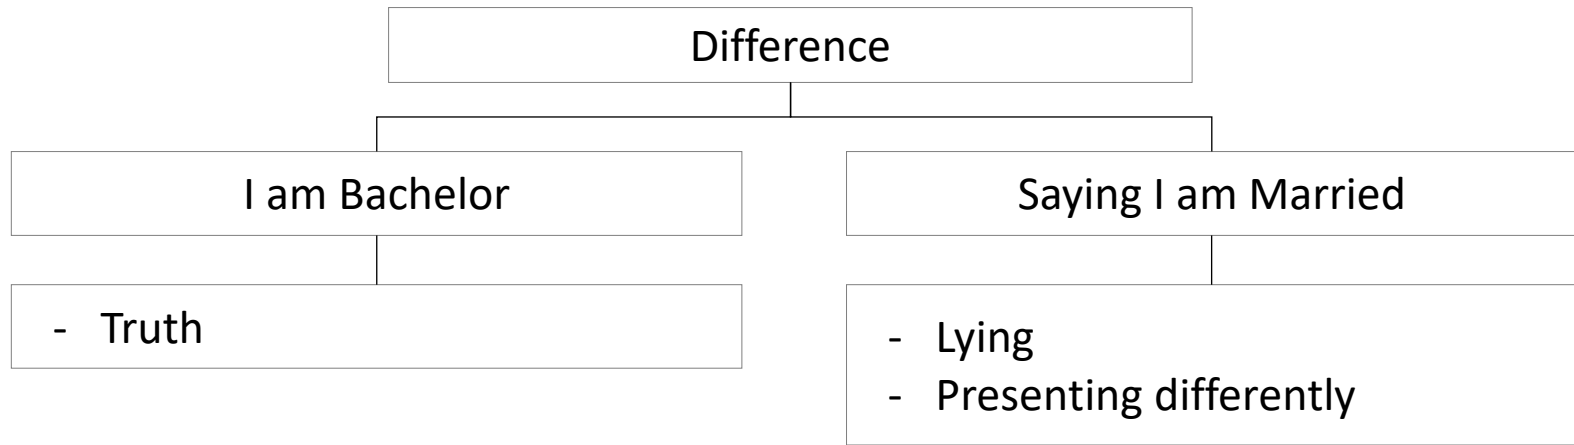 Difference
I am Bachelor
- Truth
Saying I am Married
- Lying
- Presenting differently